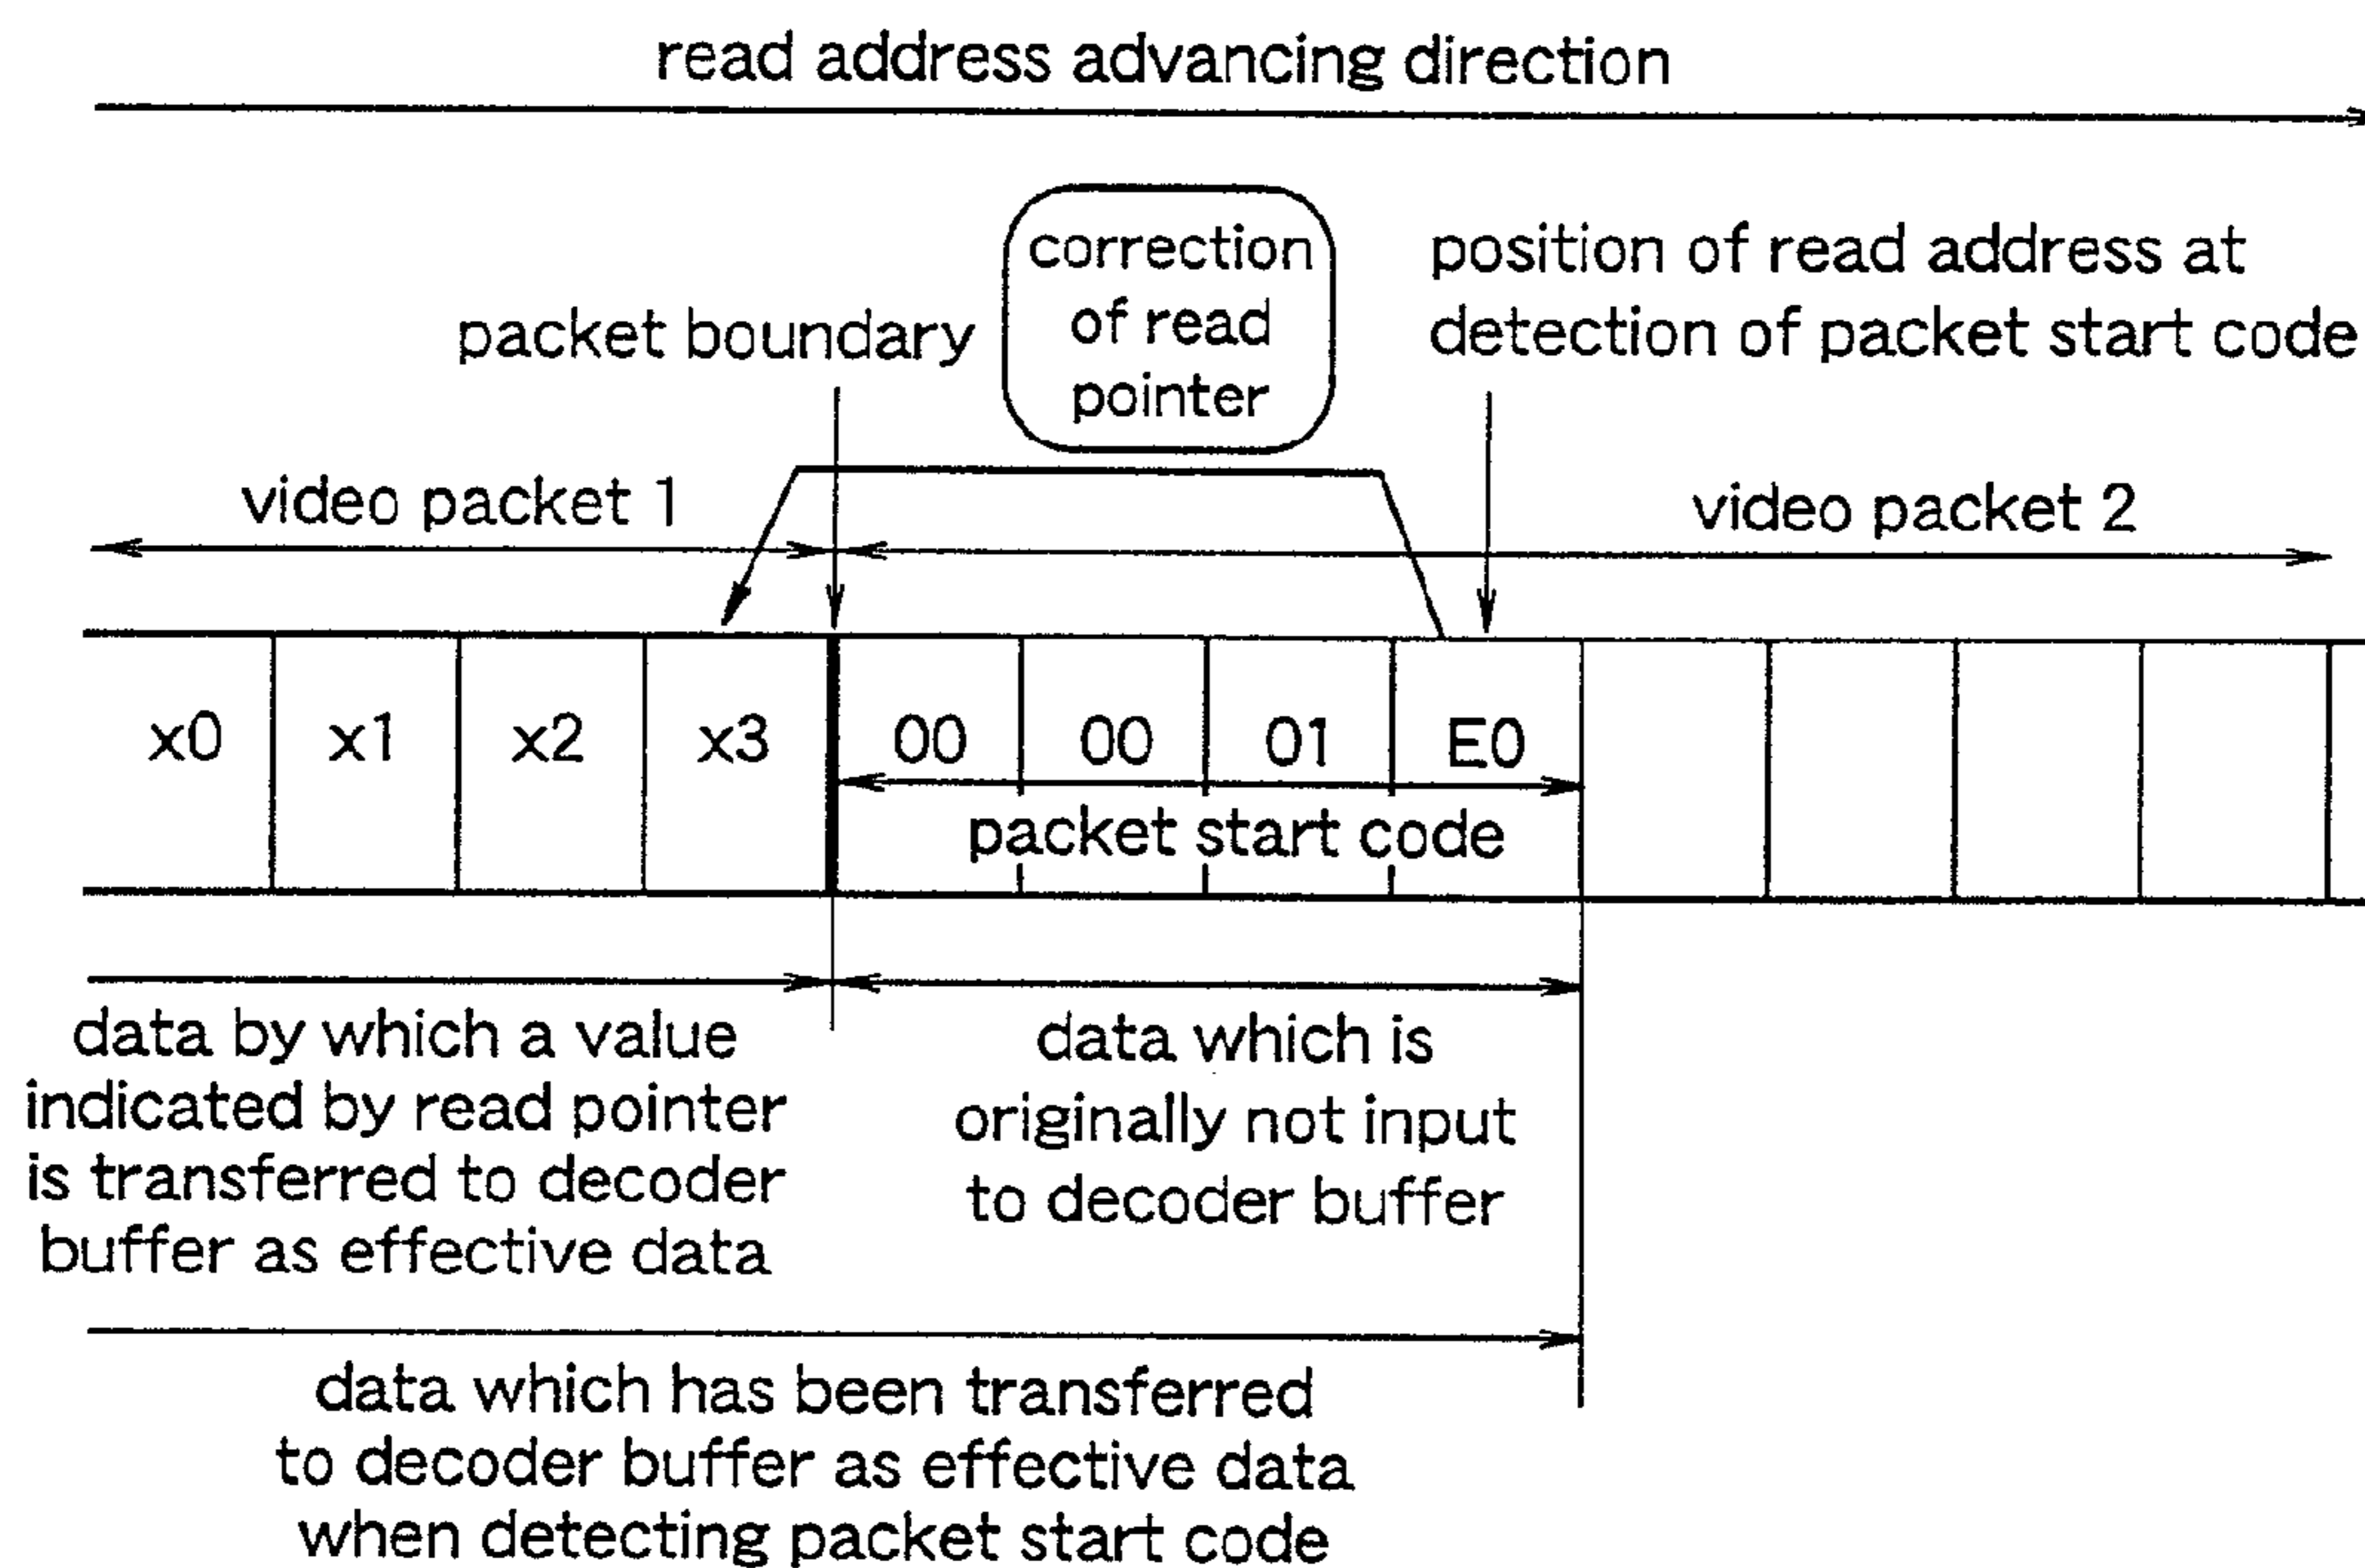 read address advancing direction
correction
of read
pointer
position of read address at
detection of packet start code
packet boundary
video packet 1
video packet 2
x0 x1 x2 x3 00 00 01 E0
packet start code
data by which a value
indicated by read pointer
is transferred to decoder
buffer as effective data
data which is
originally not input
to decoder buffer
data which has been transferred
to decoder buffer as effective data
when detecting packet start code